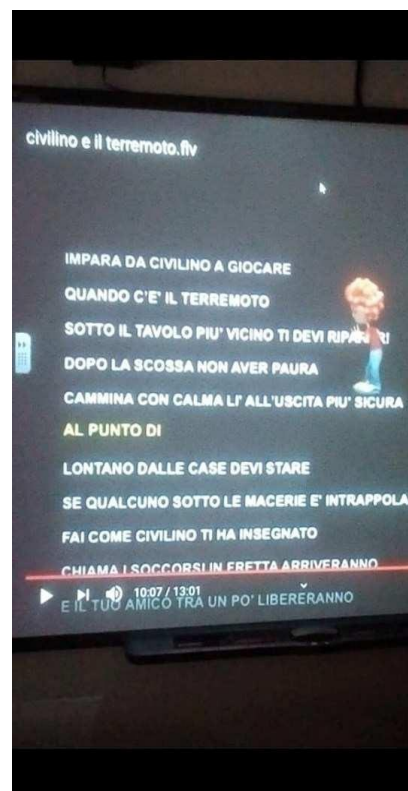 civilino e il terremoto.flv
IMPARA DA CIVILINO A GIOCARE
QUANDO C'E' IL TERREMOTO
SOTTO IL TAVOLO PIU' VICINO TI DEVI
DOPO LA SCOSSA NON AVER PAURA
CAMMINA CON CALMA LI' ALL'USCITA PIU' SICURA
AL PUNTO DI
LONTANO DALLE CASE DEVI STARE
SE QUALCUNO SOTTO LE MACERIE E' INTRAPPOLA
FAI COME CIVILINO TI HA INSEGNATO
CHIAMA I SOCCORSI IN FRETTA ARRIVERANNO
10:07 / 13:01
E IL TUO AMICO TRA UN PO' LIBERERANNO